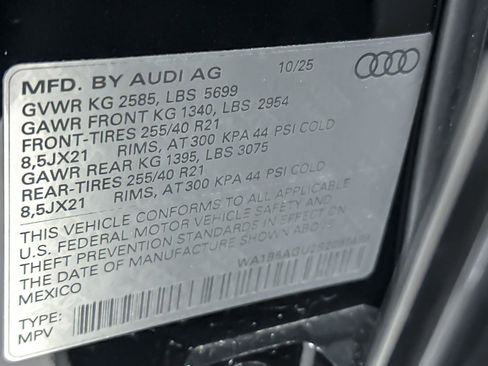 MFD. BY AUDI AG 10/25
GVWR KG 2585, LBS 5699
GAWR FRONT KG 1340, LBS 2954
FRONT-TIRES 255/40 R21
8,5JX21 RIMS, AT 300 KPA 44 PSI COLD
GAWR REAR KG 1395, LBS 3075
REAR-TIRES 255/40 R21
8,5JX21 RIMS, AT 300 KPA 44 PSI COLD
THIS VEHICLE CONFORMS TO ALL APPLICABLE
U.S. FEDERAL MOTOR VEHICLE SAFETY AND
THEFT PREVENTION STANDARDS IN EFFECT ON
THE DATE OF MANUFACTURE SHOWN ABOVE.
MEXICO
TYPE:
MPV